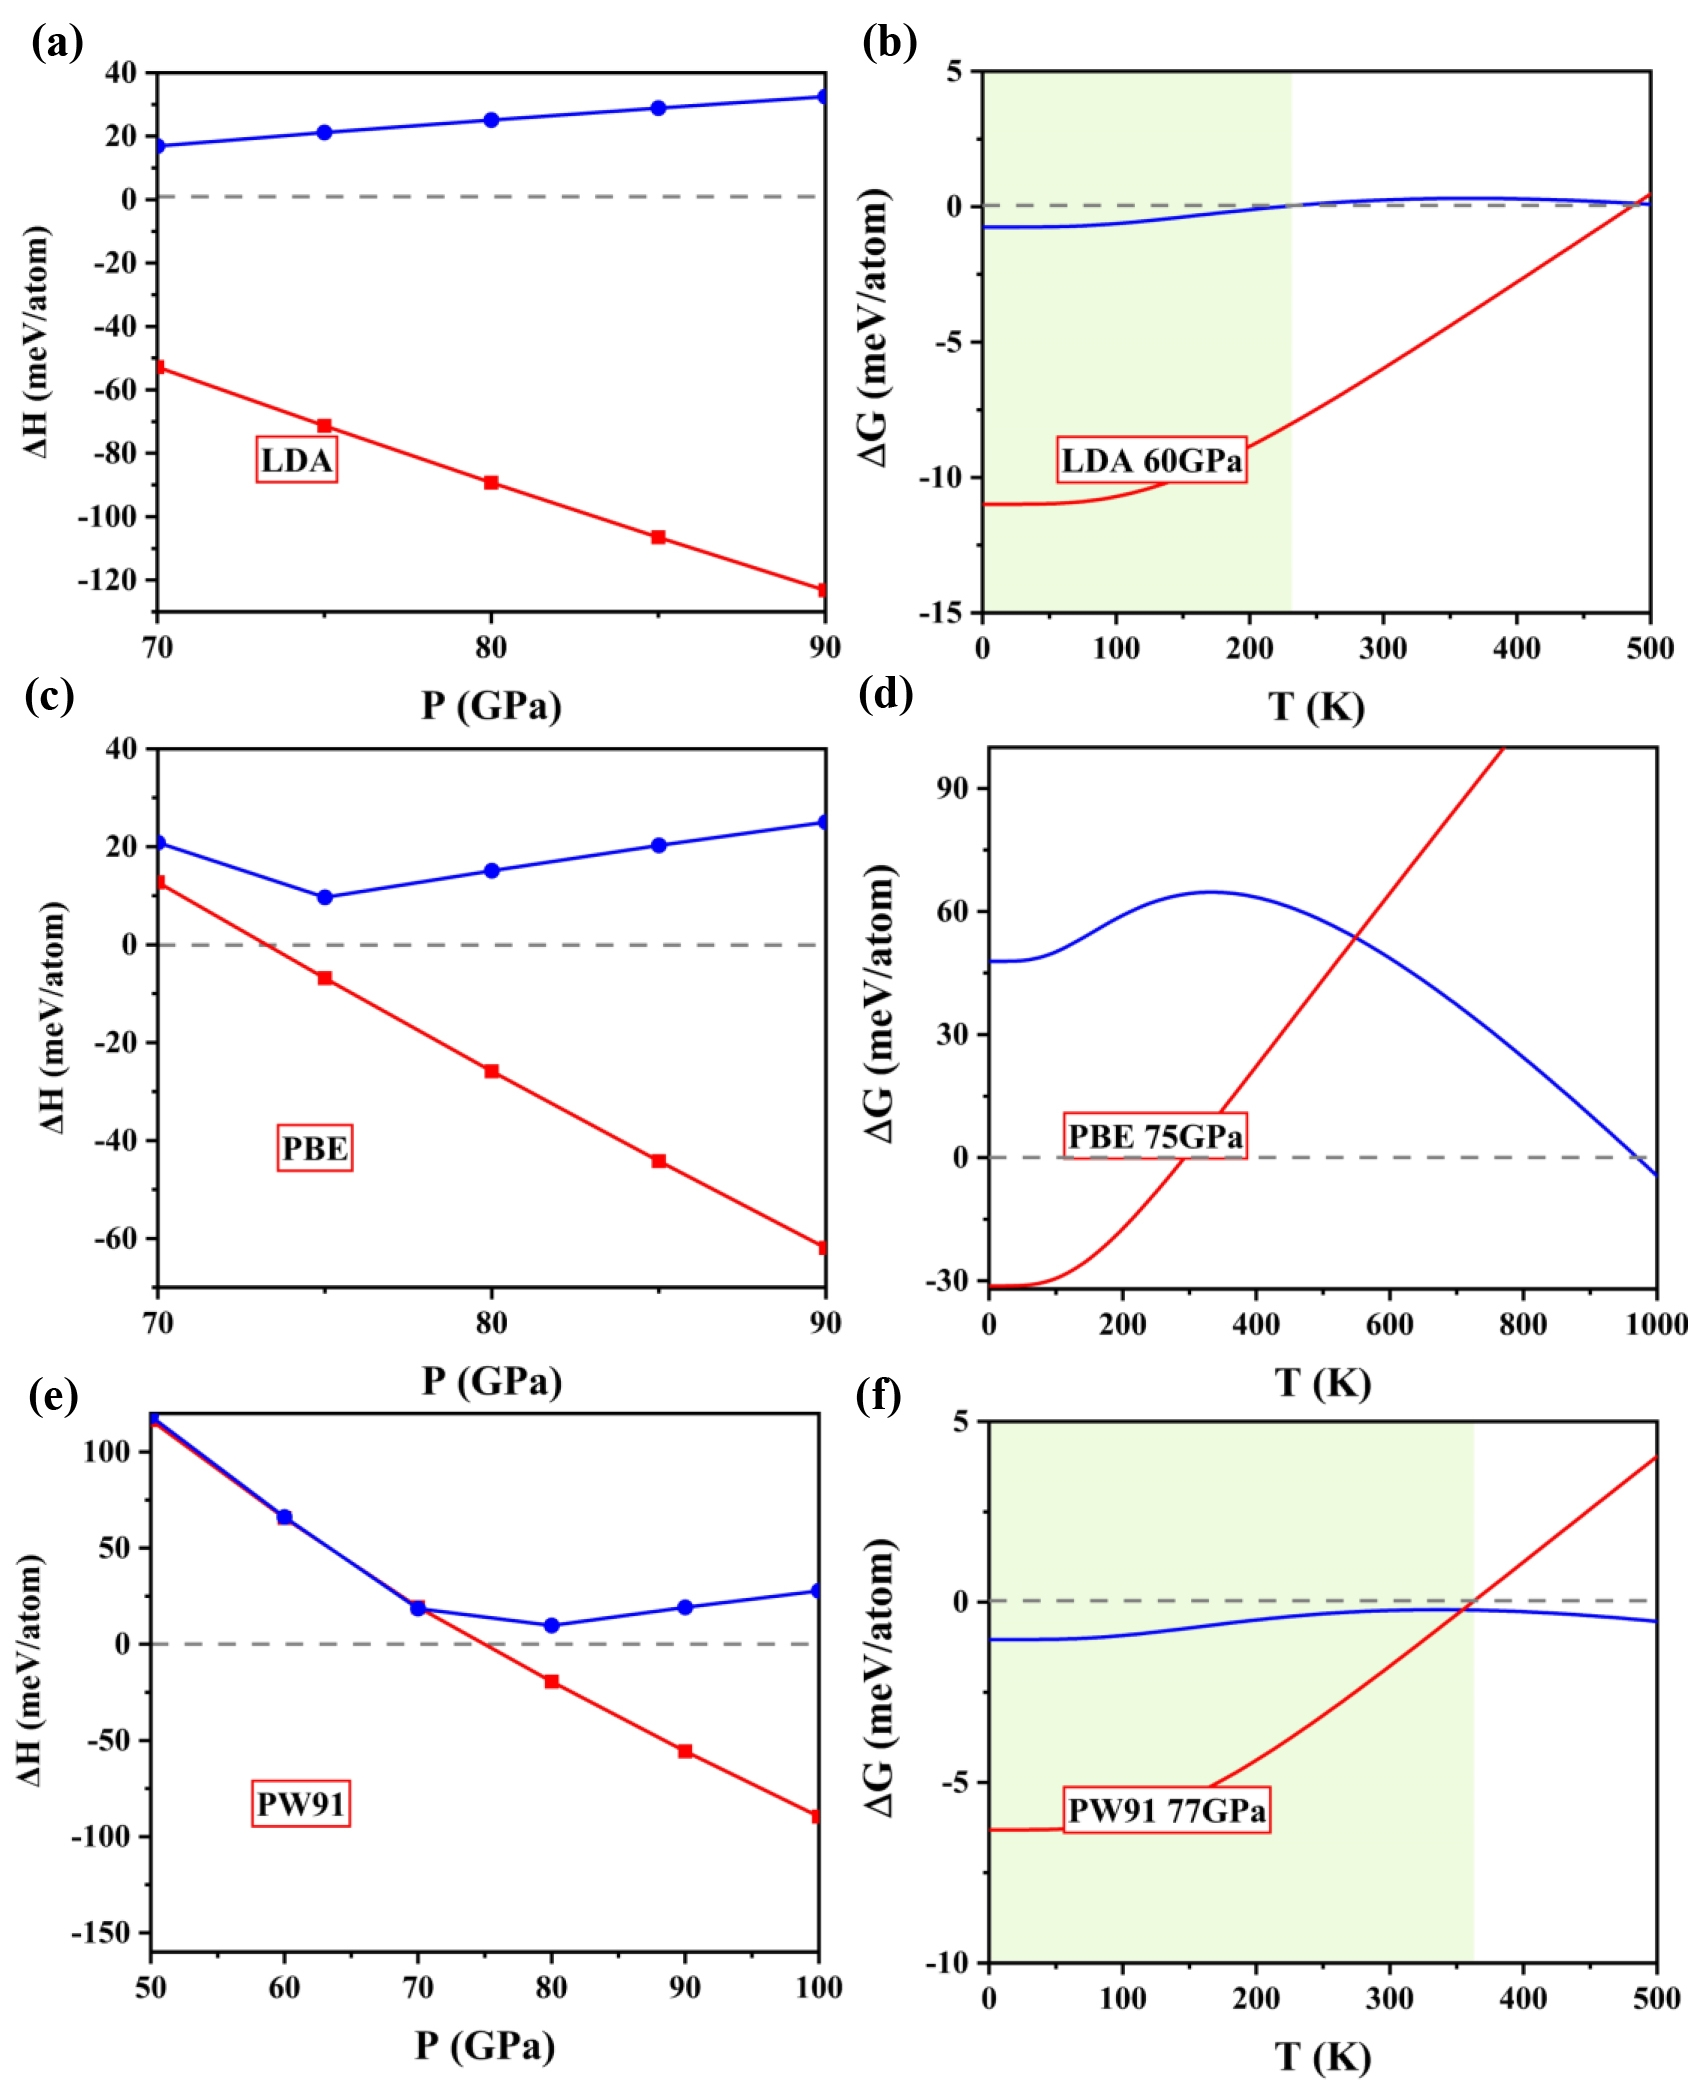 (a)
40
20
0
-20
-40
-60
-80
-100
-120
ΔH (meV/atom)
LDA
70 80 90
P (GPa)
(b)
5
0
-5
-10
-15
ΔG (meV/atom)
LDA 60GPa
0 100 200 300 400 500
T (K)
(c)
40
20
0
-20
-40
-60
ΔH (meV/atom)
PBE
70 80 90
P (GPa)
(d)
90
60
30
0
-30
ΔG (meV/atom)
PBE 75GPa
0 200 400 600 800 1000
T (K)
(e)
100
50
0
-50
-100
-150
ΔH (meV/atom)
PW91
50 60 70 80 90 100
P (GPa)
(f)
5
0
-5
-10
ΔG (meV/atom)
PW91 77GPa
0 100 200 300 400 500
T (K)